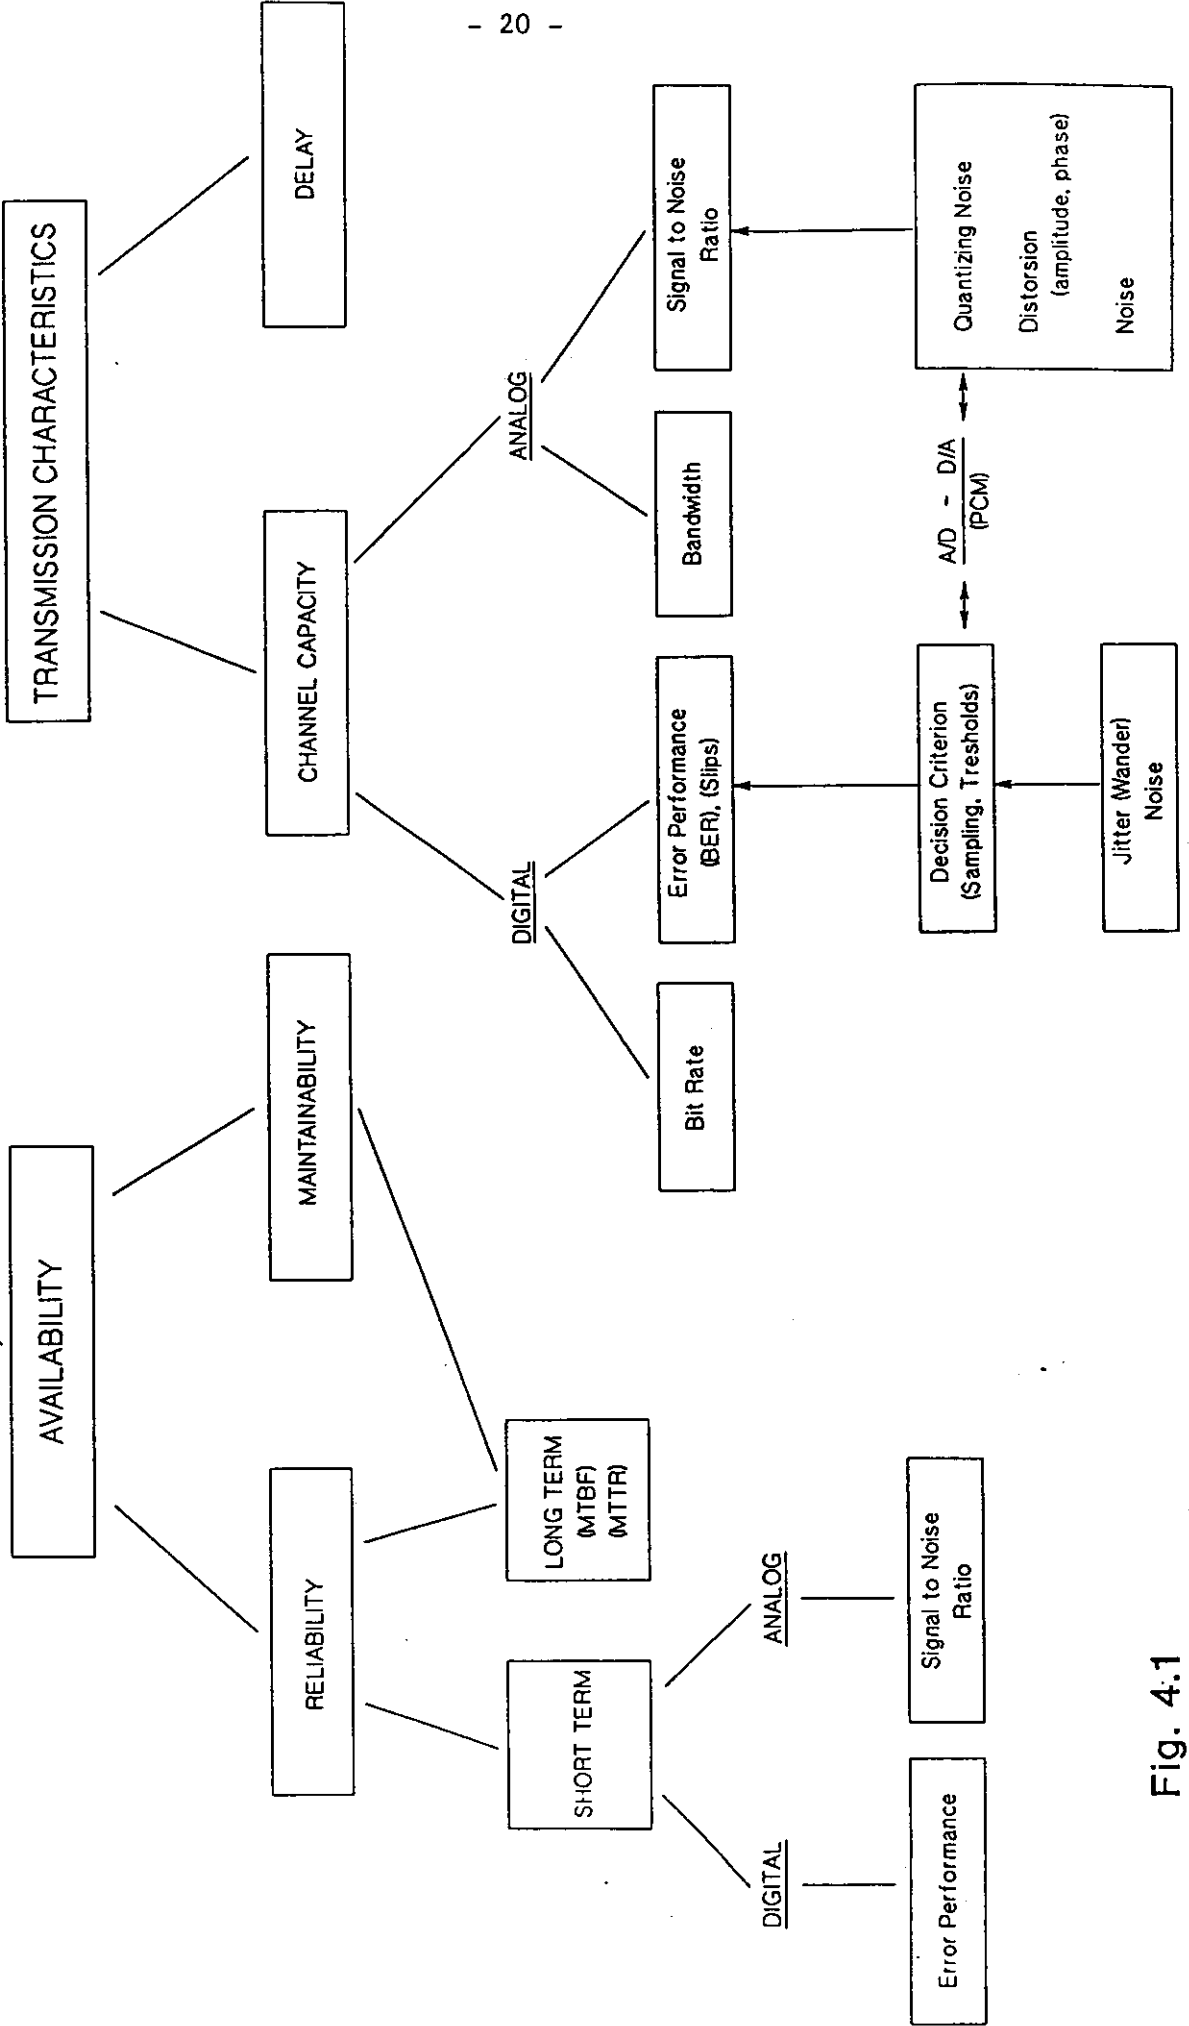 - 20 -
AVAILABILITY
TRANSMISSION CHARACTERISTICS
RELIABILITY
MAINTAINABILITY
CHANNEL CAPACITY
DELAY
SHORT TERM
LONG TERM
(MTBF)
(MTTR)
DIGITAL
ANALOG
Bit Rate
Error Performance
(BER), (Slips)
Bandwidth
Signal to Noise
Ratio
DIGITAL
ANALOG
Error Performance
Signal to Noise
Ratio
Decision Criterion
(Sampling, Tresholds)
A/D - D/A
(PCM)
Quantizing Noise
Distorsion
(amplitude, phase)
Noise
Jitter (Wander)
Noise
Fig. 4.1